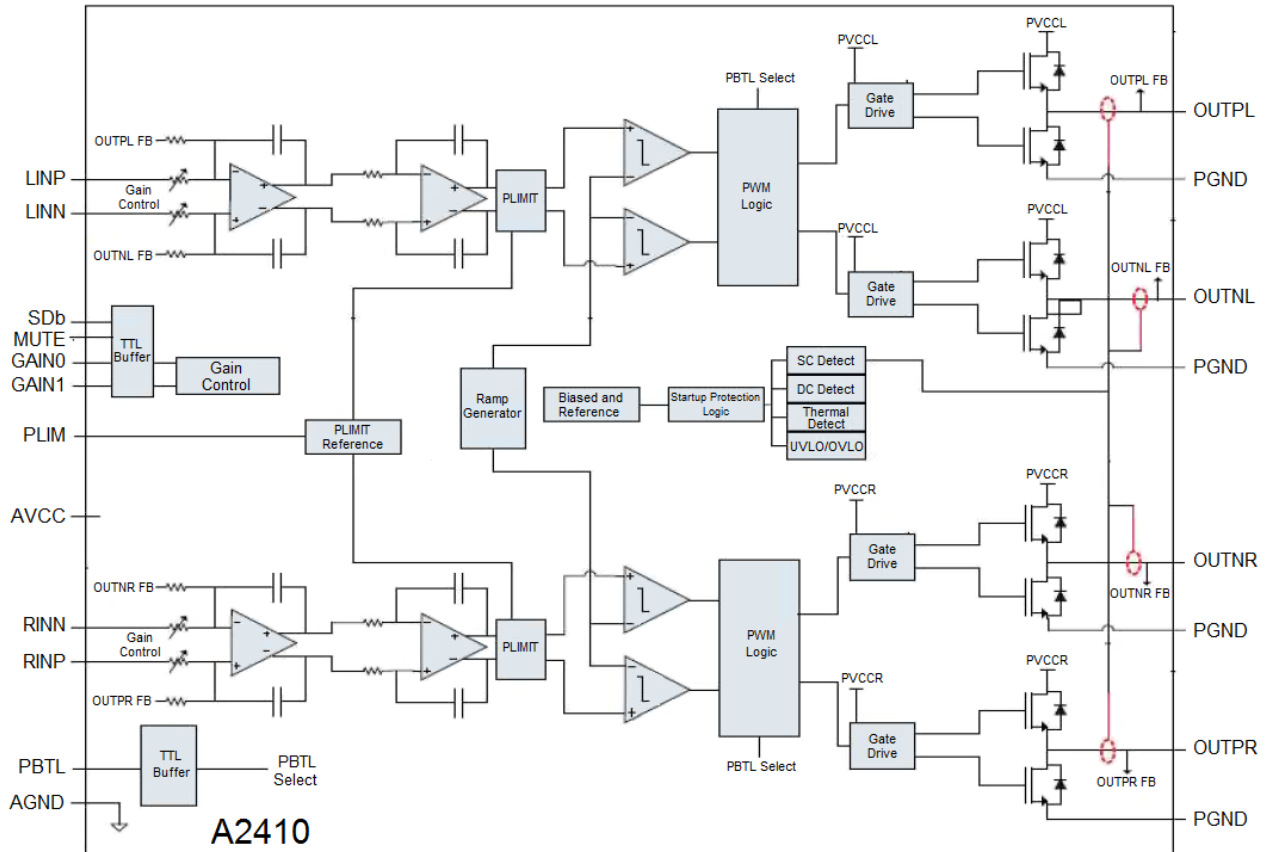 PVCCL
PVCCL
OUTPL FB
PBTL Select
Gate
Drive
OUTPL
OUTPL FB
LINP
Gain
Control
LINN
OUTNL FB
PLIMIT
PWM
Logic
PGND
PVCCL
PVCCL
OUTNL FB
Gate
Drive
OUTNL
SDb
MUTE
GAIN0
GAIN1
TTL
Buffer
Gain
Control
PGND
Ramp
Generator
Biased and
Reference
Startup Protection
Logic
SC Detect
DC Detect
Thermal
Detect
UVLO/OVLO
PLIM
PLIMIT
Reference
AVCC
PVCCR
PVCCR
Gate
Drive
OUTNR
OUTNR FB
OUTNR FB
RINN
Gain
Control
RINP
OUTPR FB
PLIMIT
PWM
Logic
PGND
PVCCR
PVCCR
Gate
Drive
OUTPR
OUTPR FB
PBTL
TTL
Buffer
PBTL
Select
PBTL Select
AGND
PGND
A2410